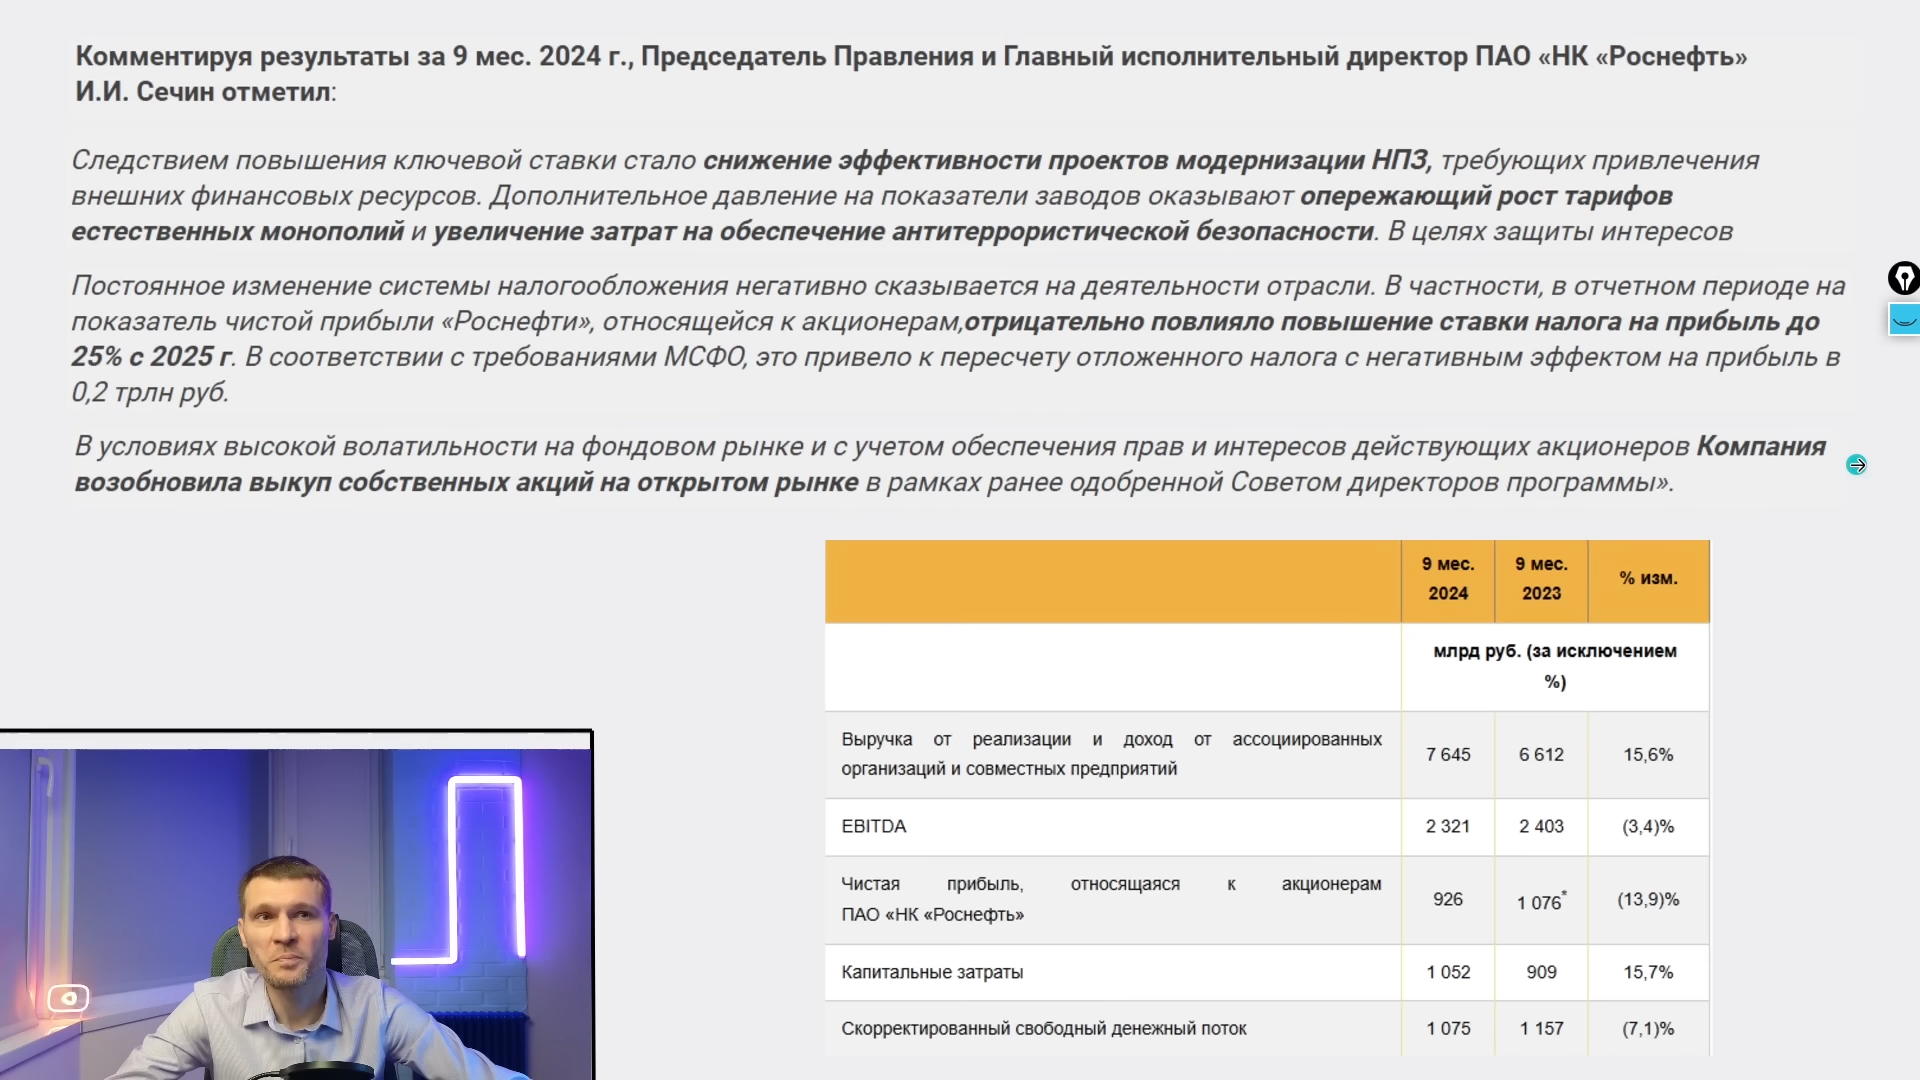 Комментируя результаты за 9 мес. 2024 г., Председатель Правления и Главный исполнительный директор ПАО «НК «Роснефть»
И.И. Сечин отметил:
Следствием повышения ключевой ставки стало снижение эффективности проектов модернизации НПЗ, требующих привлечения
внешних финансовых ресурсов. Дополнительное давление на показатели заводов оказывают опережающий рост тарифов
естественных монополий и увеличение затрат на обеспечение антитеррористической безопасности. В целях защиты интересов
Постоянное изменение системы налогообложения негативно сказывается на деятельности отрасли. В частности, в отчетном периоде на
показатель чистой прибыли «Роснефти», относящейся к акционерам,отрицательно повлияло повышение ставки налога на прибыль до
25% с 2025 г. В соответствии с требованиями МСФО, это привело к пересчету отложенного налога с негативным эффектом на прибыль в
0,2 трлн руб.
В условиях высокой волатильности на фондовом рынке и с учетом обеспечения прав и интересов действующих акционеров Компания
возобновила выкуп собственных акций на открытом рынке в рамках ранее одобренной Советом директоров программы».
9 мес. 2024 9 мес. 2023 % изм.
млрд руб. (за исключением
%)
Выручка от реализации и доход от ассоциированных
организаций и совместных предприятий 7 645 6 612 15,6%
EBITDA 2 321 2 403 (3,4)%
Чистая прибыль, относящаяся к акционерам
ПАО «НК «Роснефть» 926 1 076* (13,9)%
Капитальные затраты 1 052 909 15,7%
Скорректированный свободный денежный поток 1 075 1 157 (7,1)%